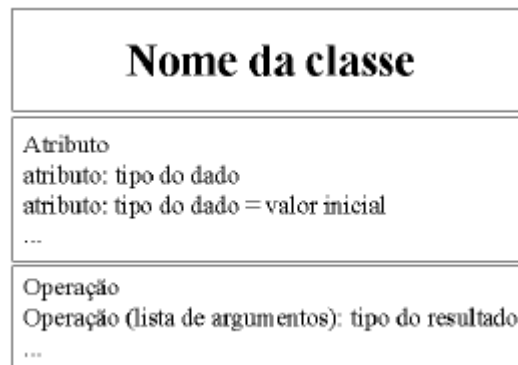 Nome da classe
Atributo
atributo: tipo do dado
atributo: tipo do dado = valor inicial
...
Operação
Operação (lista de argumentos): tipo do resultado
...